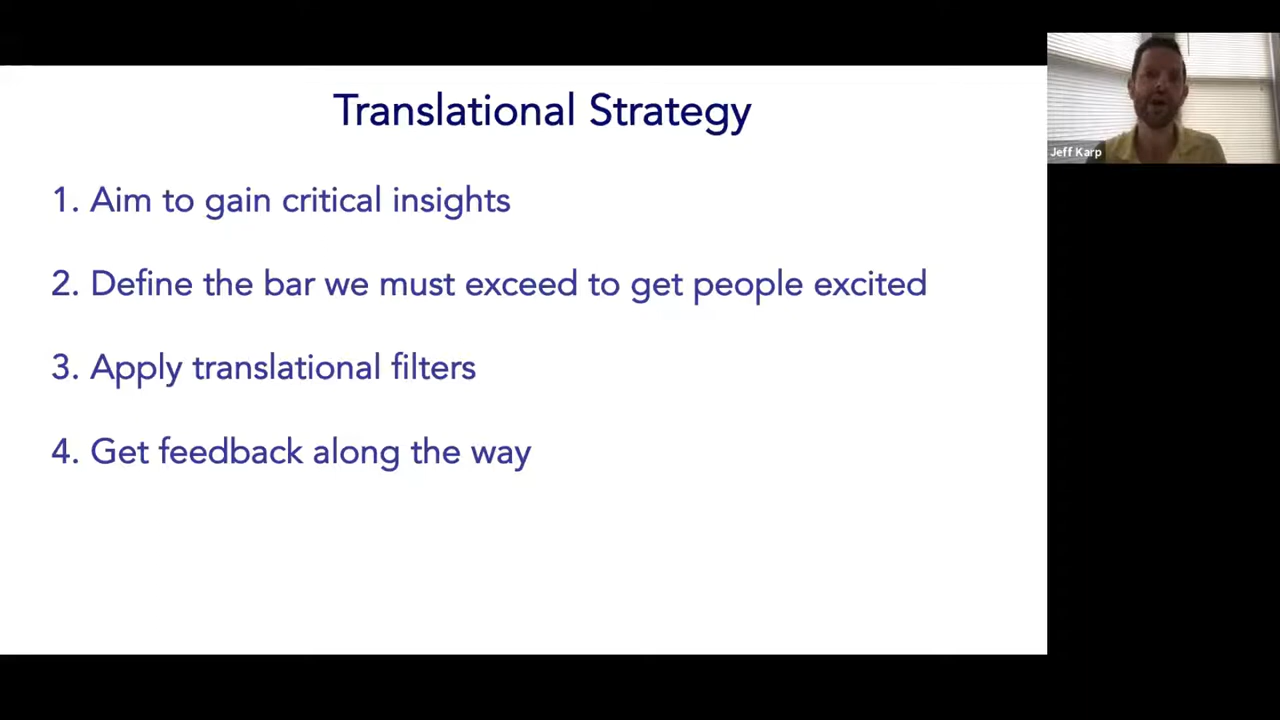 Translational Strategy
1. Aim to gain critical insights
2. Define the bar we must exceed to get people excited
3. Apply translational filters
4. Get feedback along the way
Jeff Karp